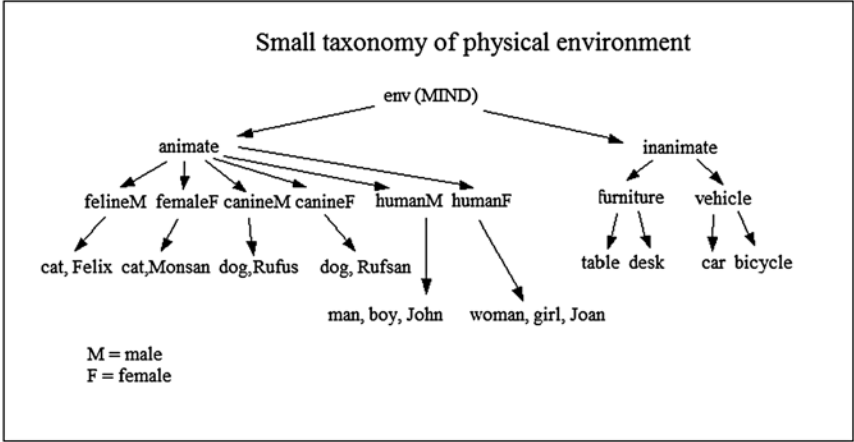 Small taxonomy of physical environment
env (MIND)
animate inanimate
felineM femaleF canineM canineF humanM humanF furniture vehicle
cat, Felix cat,Monsan dog,Rufus dog, Rufsan table desk car bicycle
man, boy, John woman, girl, Joan
M = male
F = female